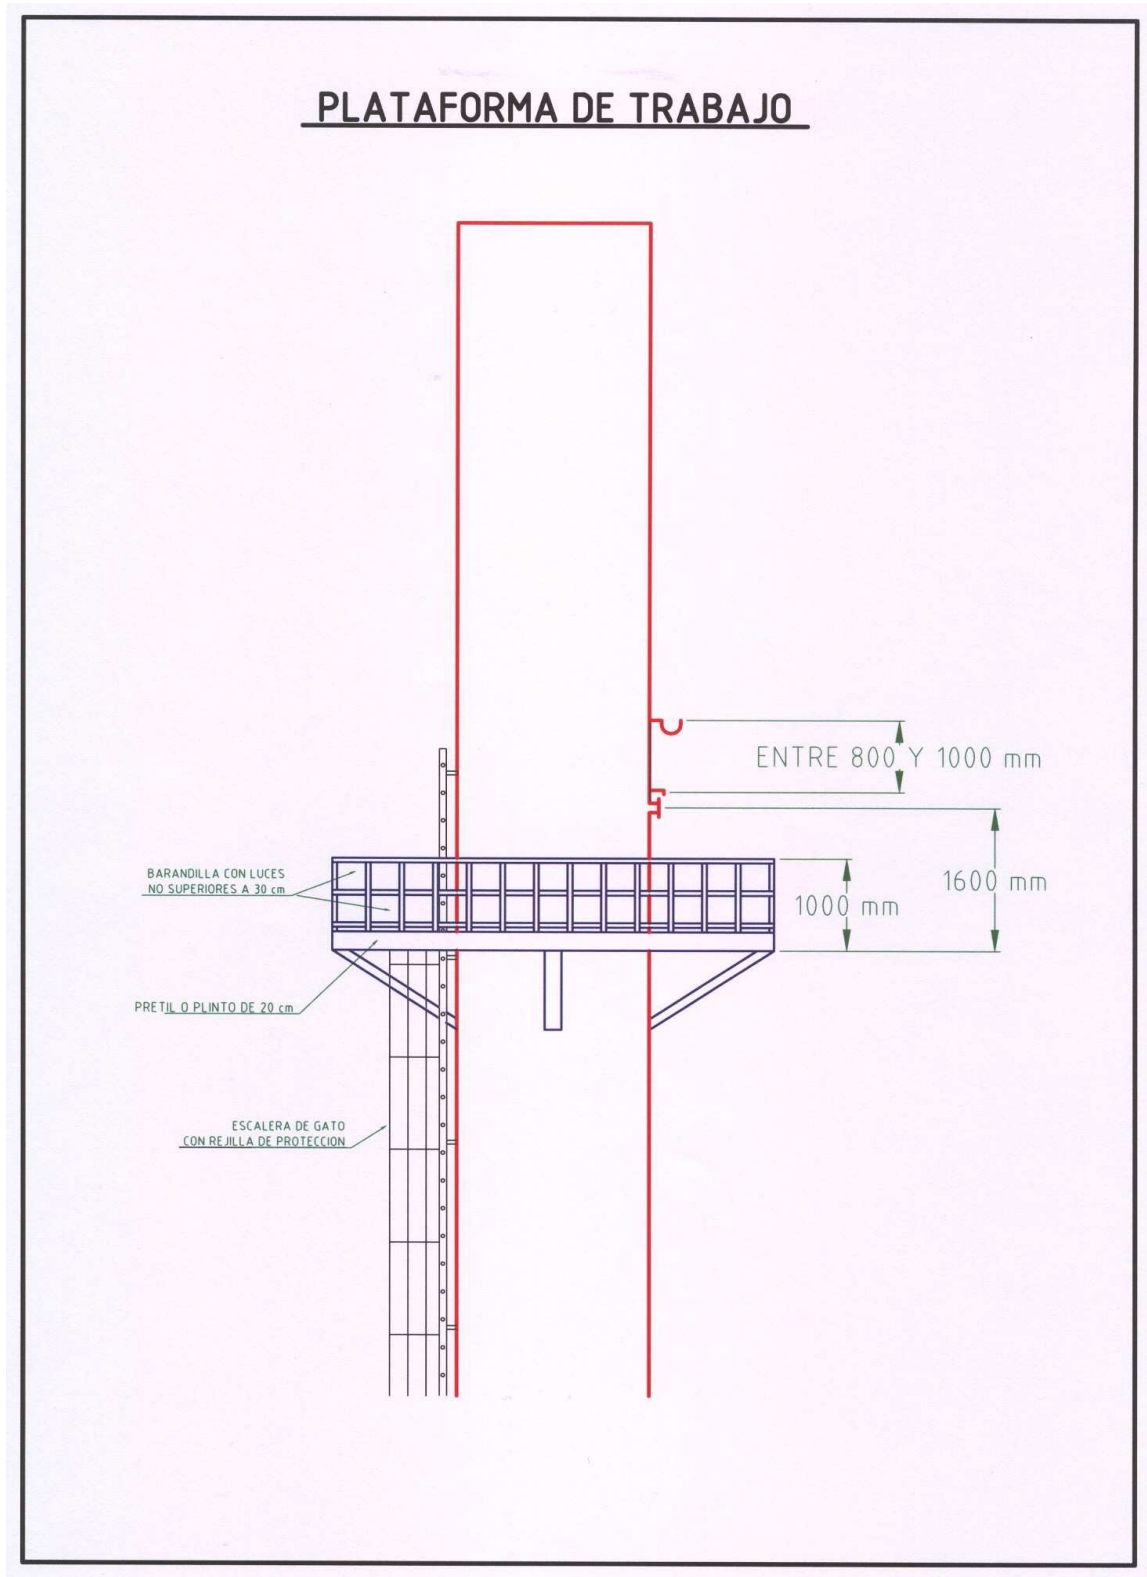 PLATAFORMA DE TRABAJO
ENTRE 800 Y 1000 mm
BARANDILLA CON LUCES
NO SUPERIORES A 30 cm
1000 mm
1600 mm
PRETIL O PLINTO DE 20 cm
ESCALERA DE GATO
CON REJILLA DE PROTECCION